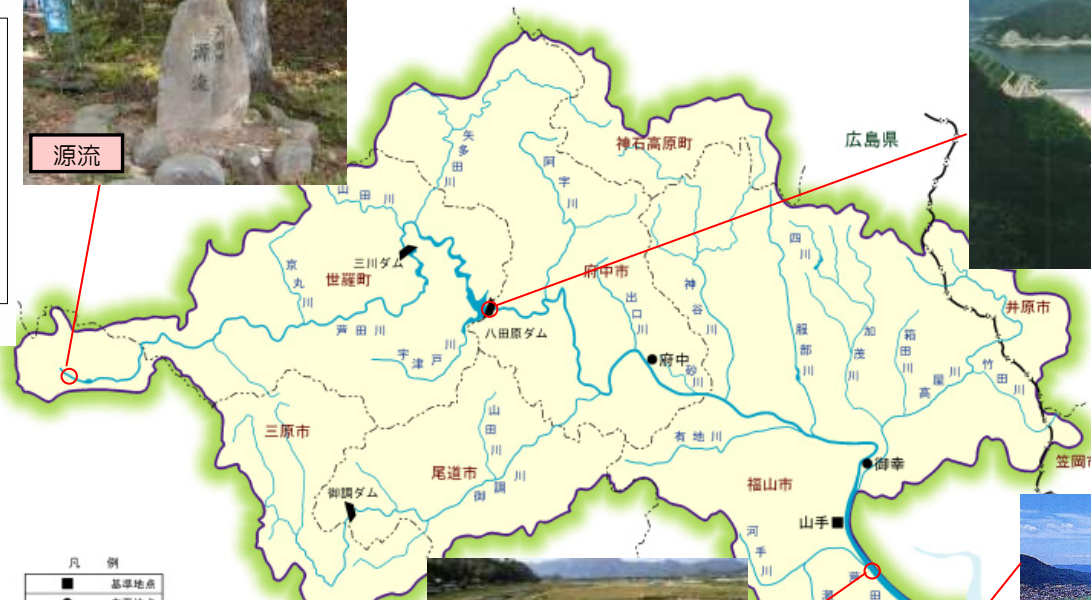 源流
源流
矢多田川
山田川
阿字川
神石高原町
広島県
三川ダム
京丸川
世羅町
府中市
四川
神谷川
出口川
井原市
芦田川
八田原ダム
宇津戸川
府中
砂川
服部川
加茂川
箱田川
高屋川
竹田川
三原市
山田川
有地川
尾道市
御調川
御調ダム
御幸
笠岡
福山市
山手
河手川
凡例
■ 基準地点
芦田
瀬